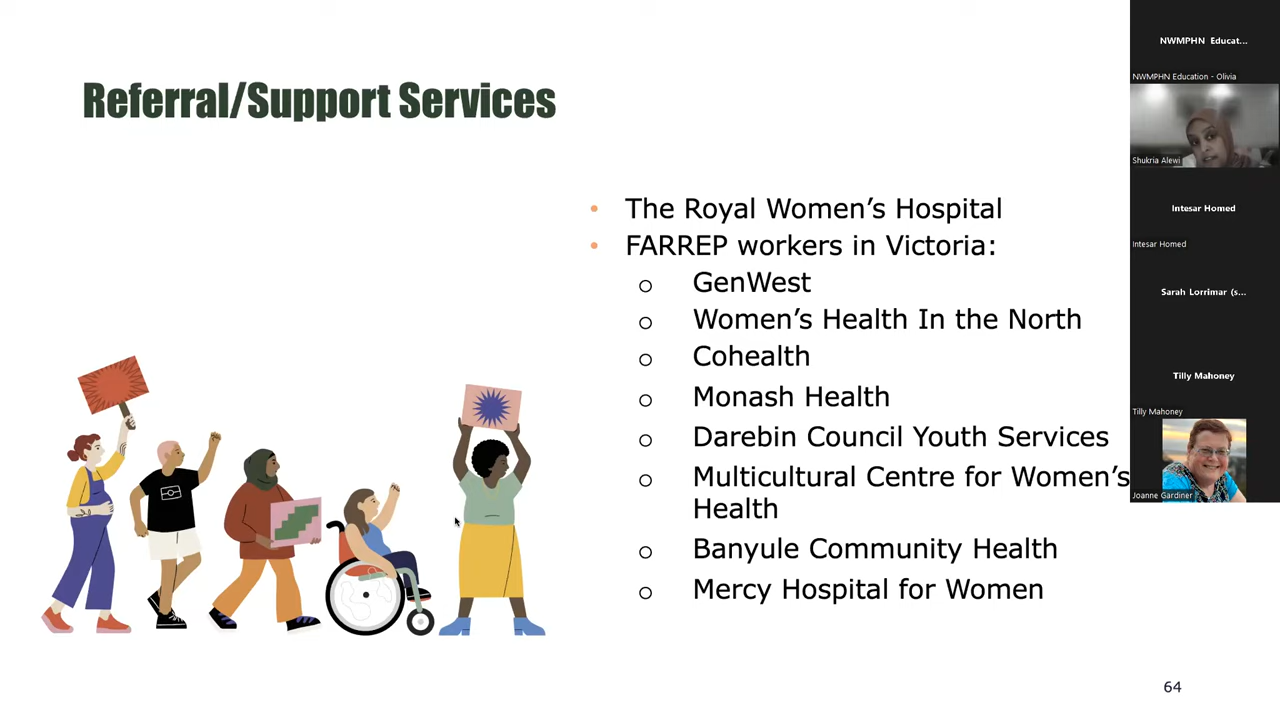 Referral/Support Services
• The Royal Women's Hospital
• FARREP workers in Victoria:
o GenWest
o Women's Health In the North
o Cohealth
o Monash Health
o Darebin Council Youth Services
o Multicultural Centre for Women's
Health
o Banyule Community Health
o Mercy Hospital for Women
64
NWMPHN Educat...
NWMPHN Education - Olivia
Shukria Alewi
Intesar Homed
Intesar Homed
Sarah Lorrimar (s...
Tilly Mahoney
Tilly Mahoney
Joanne Gardiner